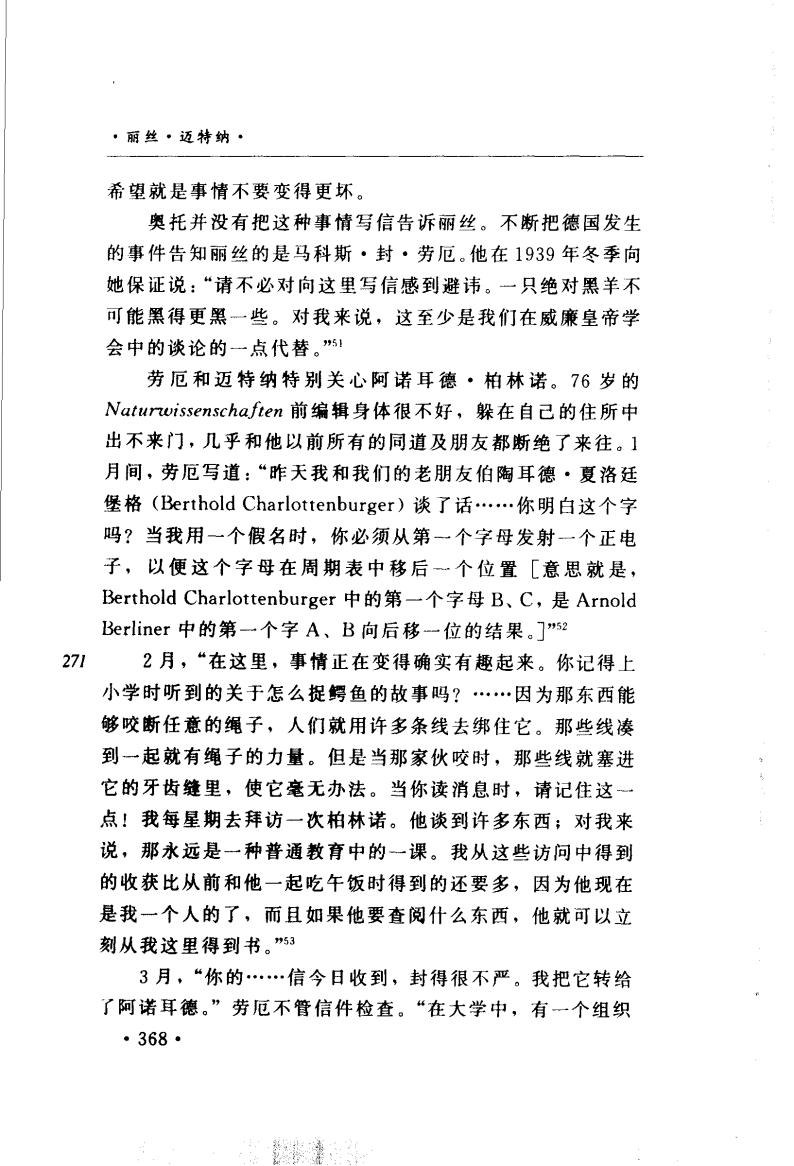 ·丽丝·迈特纳·
希望就是事情不要变得更坏。
奥托并没有把这种事情写信告诉丽丝。不断把德国发生
的事件告知丽丝的是马科斯·封·劳厄。他在1939年冬季向
她保证说：“请不必对向这里写信感到避讳。一只绝对黑羊不
可能黑得更黑一些。对我来说，这至少是我们在威廉皇帝学
会中的谈论的一点代替。”51
劳厄和迈特纳特别关心阿诺耳德·柏林诺。76岁的
Naturwissenschaften 前编辑身体很不好，躲在自己的住所中
出不来门，几乎和他以前所有的同道及朋友都断绝了来往。1
月间，劳厄写道：“昨天我和我们的老朋友伯陶耳德·夏洛廷
堡格（Berthold Charlottenburger）谈了话……你明白这个字
吗？当我用一个假名时，你必须从第一个字母发射一个正电
子，以便这个字母在周期表中移后一个位置［意思就是，
Berthold Charlottenburger 中的第一个字母B、C，是 Arnold
Berliner 中的第一个字A、B向后移一位的结果。］”52
271 2月，“在这里，事情正在变得确实有趣起来。你记得上
小学时听到的关于怎么捉鳄鱼的故事吗？……因为那东西能
够咬断任意的绳子，人们就用许多条线去绑住它。那些线凑
到一起就有绳子的力量。但是当那家伙咬时，那些线就塞进
它的牙齿缝里，使它毫无办法。当你读消息时，请记住这一
点！我每星期去拜访一次柏林诺。他谈到许多东西；对我来
说，那永远是一种普通教育中的一课。我从这些访问中得到
的收获比从前和他一起吃午饭时得到的还要多，因为他现在
是我一个人的了，而且如果他要查阅什么东西，他就可以立
刻从我这里得到书。”53
3月，“你的……信今日收到，封得很不严。我把它转给
了阿诺耳德。”劳厄不管信件检查。“在大学中，有一个组织
·368·